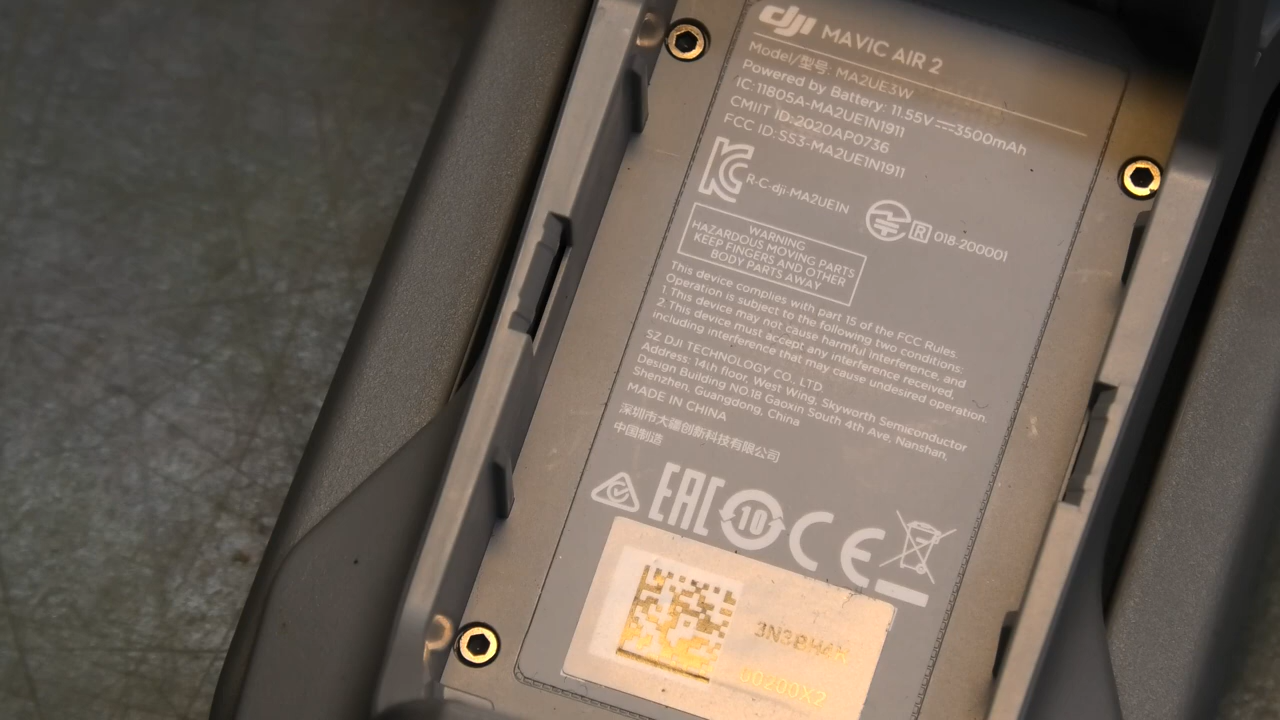 dji MAVIC AIR 2
Model/型号: MA2UE3W
Powered by Battery: 11.55V ⎓3500mAh
IC:11805A-MA2UE1N1911
CMIIT ID:2020AP0736
FCC ID:SS3-MA2UE1N1911
R-C-dji-MA2UE1N
R 018-200001
WARNING
HAZARDOUS MOVING PARTS
KEEP FINGERS AND OTHER
BODY PARTS AWAY
This device complies with part 15 of the FCC Rules.
Operation is subject to the following two conditions:
1.This device may not cause harmful interference, and
2.This device must accept any interference received,
including interference that may cause undesired operation.
SZ DJI TECHNOLOGY CO., LTD
Address: 14th floor, West Wing, Skyworth Semiconductor
Design Building NO.18 Gaoxin South 4th Ave, Nanshan,
Shenzhen, Guangdong, China
MADE IN CHINA
深圳市大疆创新科技有限公司
中国制造
EAC 10 CE